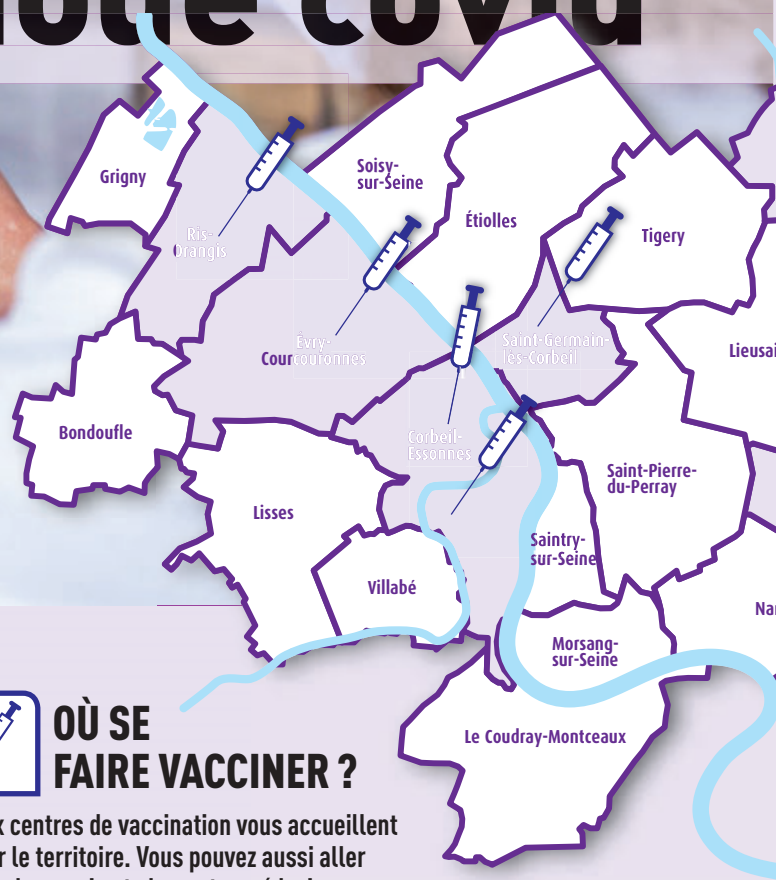 covid
Grigny
Soisy-
sur-Seine
Étiolles
Tigery
Ris-
Orangis
Évry-
Courcouronnes
Saint-Germain-
lès-Corbeil
Bondoufle
Corbeil-
Essonnes
Saint-Pierre-
du-Perray
Lisses
Saintry-
sur-Seine
Villabé
Morsang-
sur-Seine
Le Coudray-Montceaux
OÙ SE
FAIRE VACCINER ?
centres de vaccination vous accueillent
le territoire. Vous pouvez aussi aller